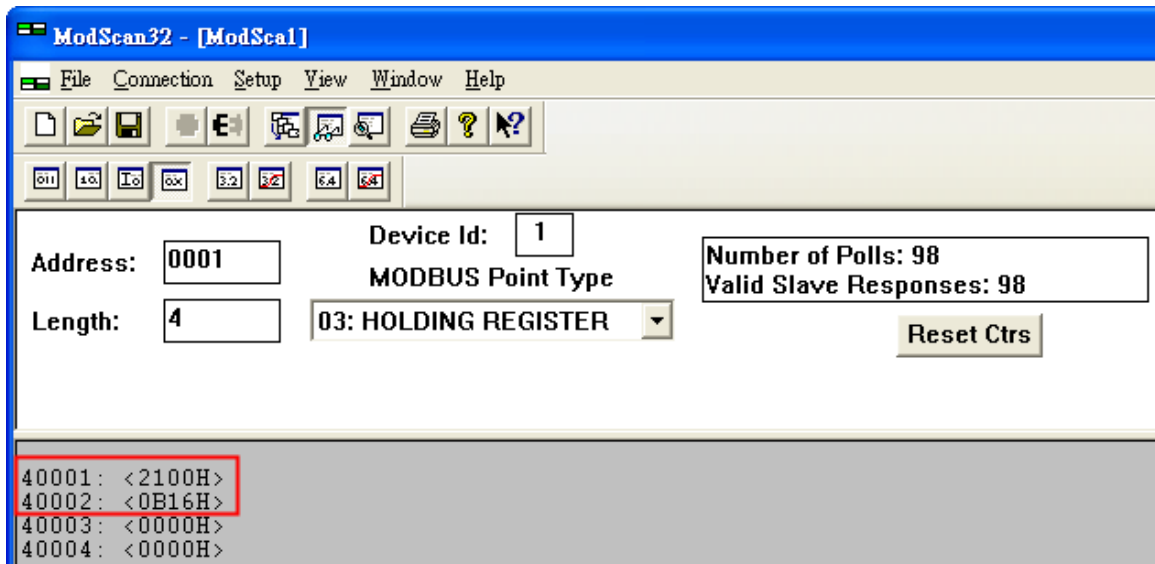 ModScan32 - [ModSca1]
File Connection Setup View Window Help
Address: 0001
Device Id: 1
MODBUS Point Type
Length: 4
03: HOLDING REGISTER
Number of Polls: 98
Valid Slave Responses: 98
Reset Ctrs
40001: <2100H>
40002: <0B16H>
40003: <0000H>
40004: <0000H>